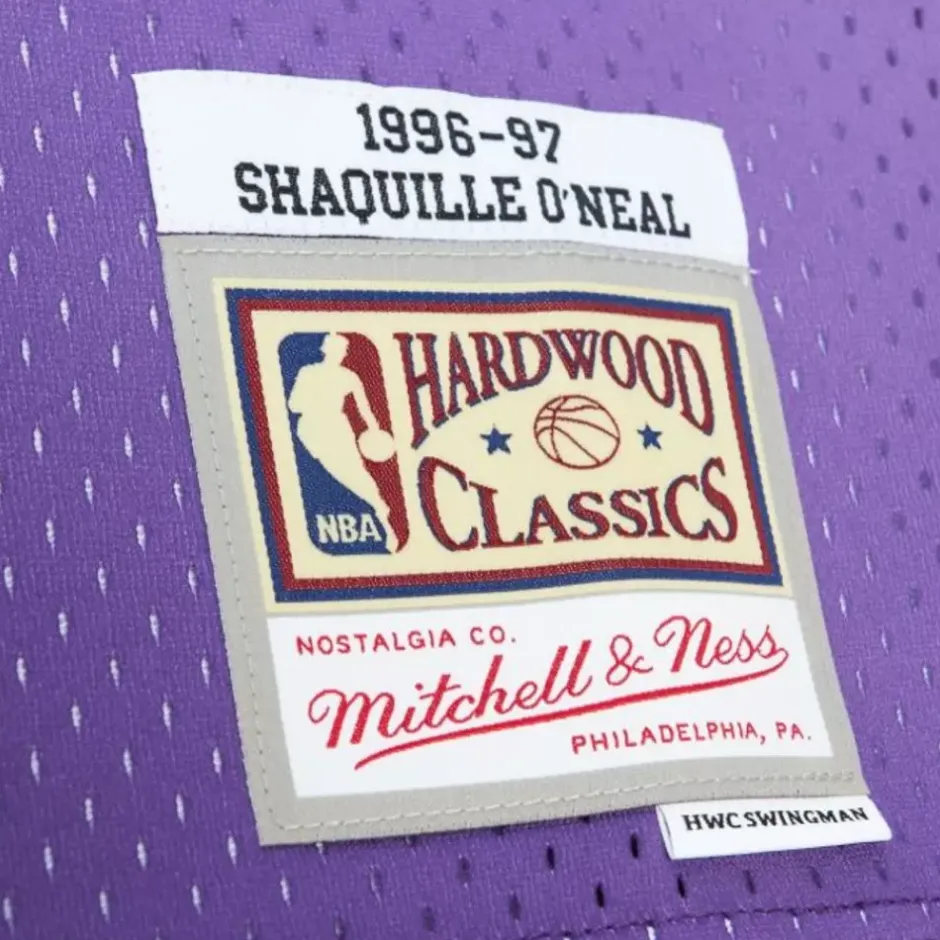 1996-97
SHAQUILLE O'NEAL
HARDWOOD
CLASSICS
NBA
NOSTALGIA CO.
Mitchell & Ness
PHILADELPHIA, PA.
HWC SWINGMAN